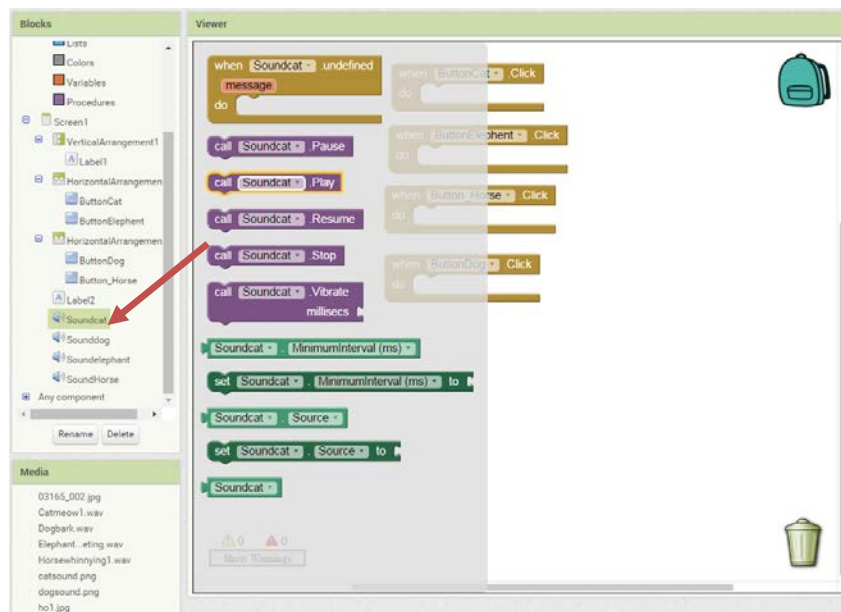 Blocks
Viewer
Lists
Colors
Variables
Procedures
Screen1
VerticalArrangement1
Label1
HorizontalArrangemen
ButtonCat
ButtonElephent
HorizontalArrangemen
ButtonDog
Button_Horse
Label2
Soundcat
Sounddog
Soundelephant
SoundHorse
Any component
Rename Delete
Media
03165_002.jpg
Catmeow1.wav
Dogbark.wav
Elephant...eting.wav
Horsewhinnying1.wav
catsound.png
dogsound.png
ho1.jpg
when Soundcat .undefined
message
do
call Soundcat .Pause
call Soundcat .Play
call Soundcat .Resume
call Soundcat .Stop
call Soundcat .Vibrate
millisecs
Soundcat . MinimumInterval (ms)
set Soundcat . MinimumInterval (ms) to
Soundcat . Source
set Soundcat . Source to
Soundcat
0 0
Show Warnings
when ButtonCat .Click
do
when ButtonElephent .Click
do
when Button_Horse .Click
do
when ButtonDog .Click
do